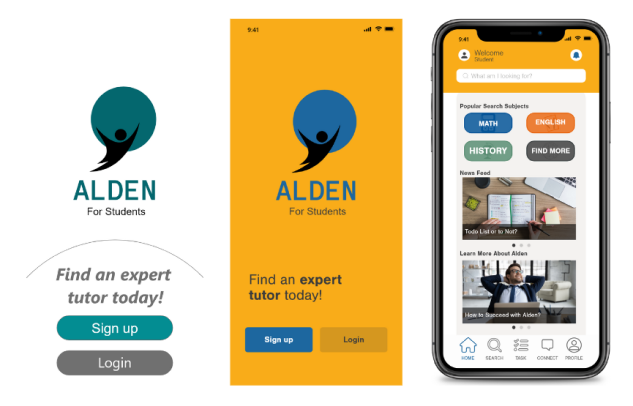 ALDEN
For Students
Find an expert
tutor today!
Sign up
Login
9:41
ALDEN
For Students
Find an expert
tutor today!
Sign up
Login
9:41
Welcome
Student
What am I looking for?
Popular Search Subjects
MATH
ENGLISH
HISTORY
FIND MORE
News Feed
Todo List or to Not?
Learn More About Alden
How to Succeed with Alden?
HOME
SEARCH
TASK
CONNECT
PROFILE